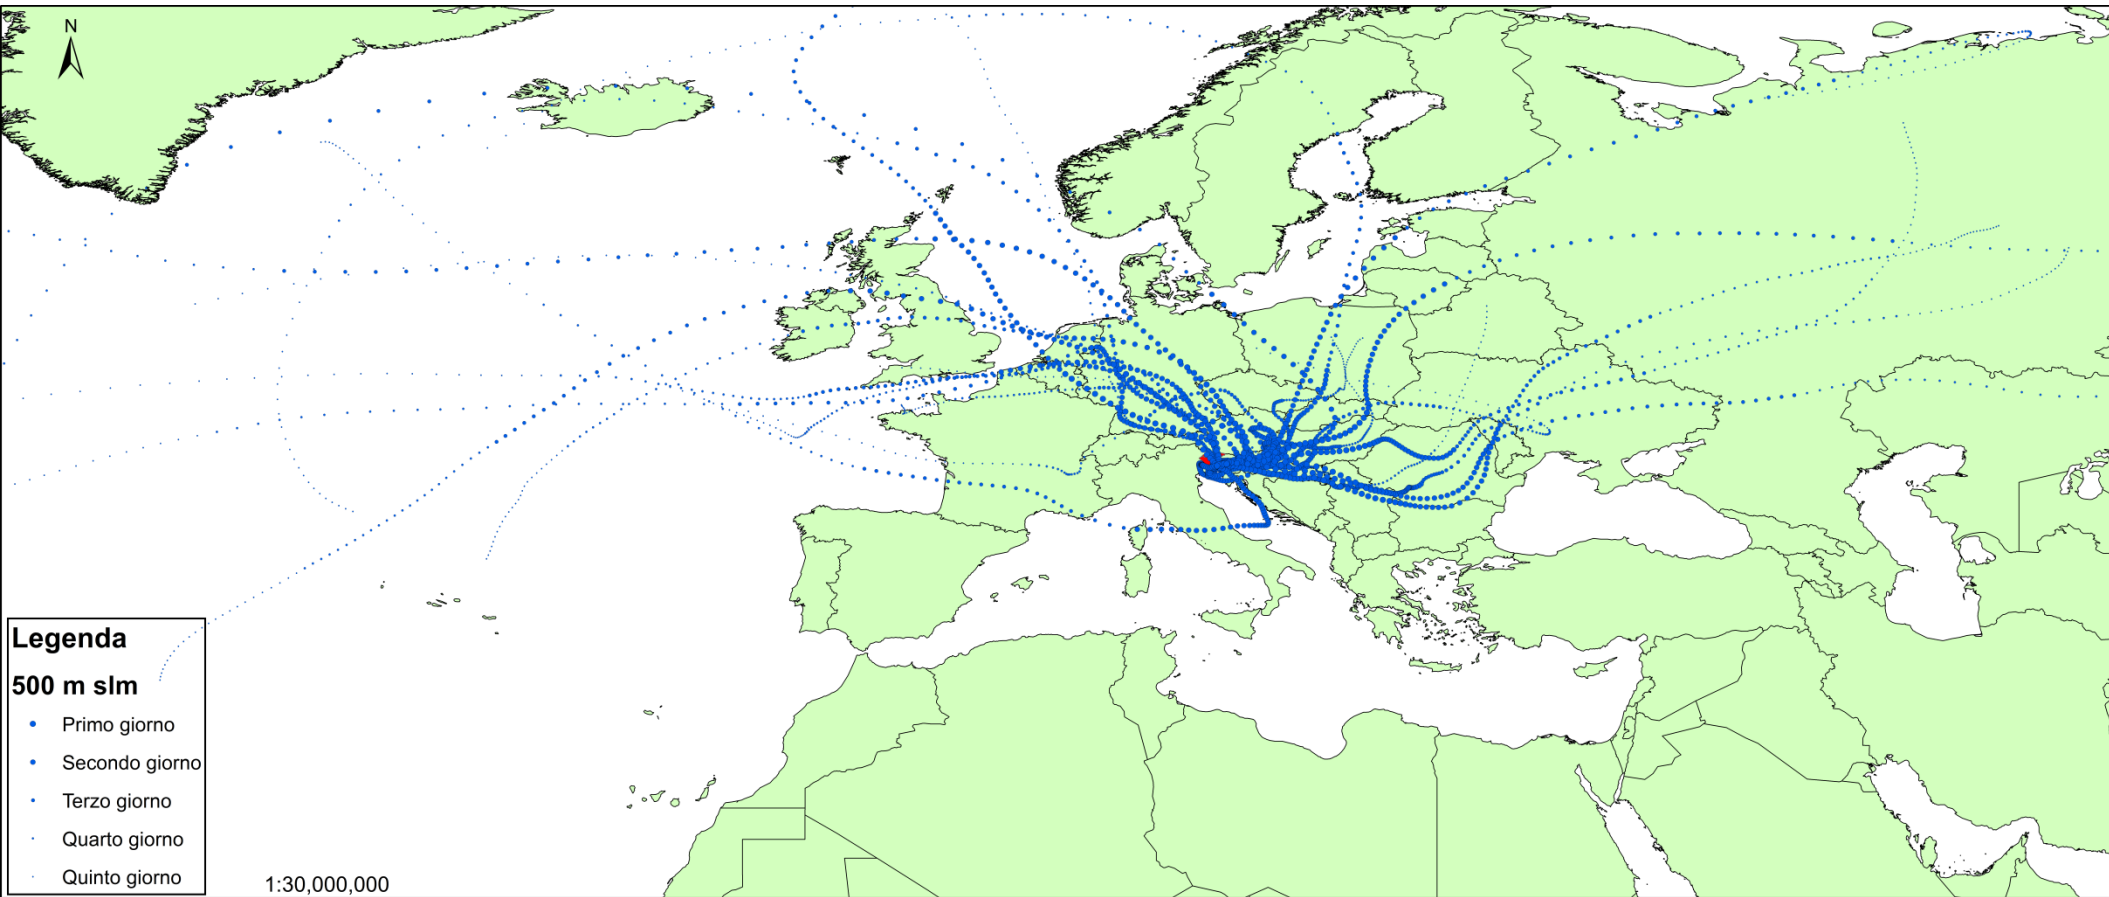 N
Legenda
500 m slm
Primo giorno
Secondo giorno
Terzo giorno
Quarto giorno
Quinto giorno
1:30,000,000